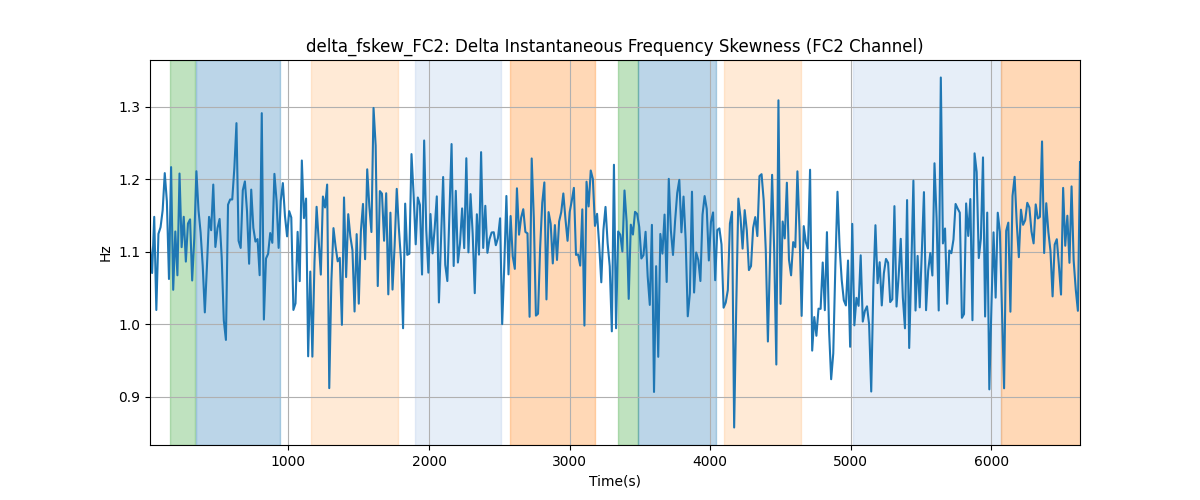 delta_fskew_FC2: Delta Instantaneous Frequency Skewness (FC2 Channel)
Hz
1.3
1.2
1.1
1.0
0.9
1000 2000 3000 4000 5000 6000
Time(s)